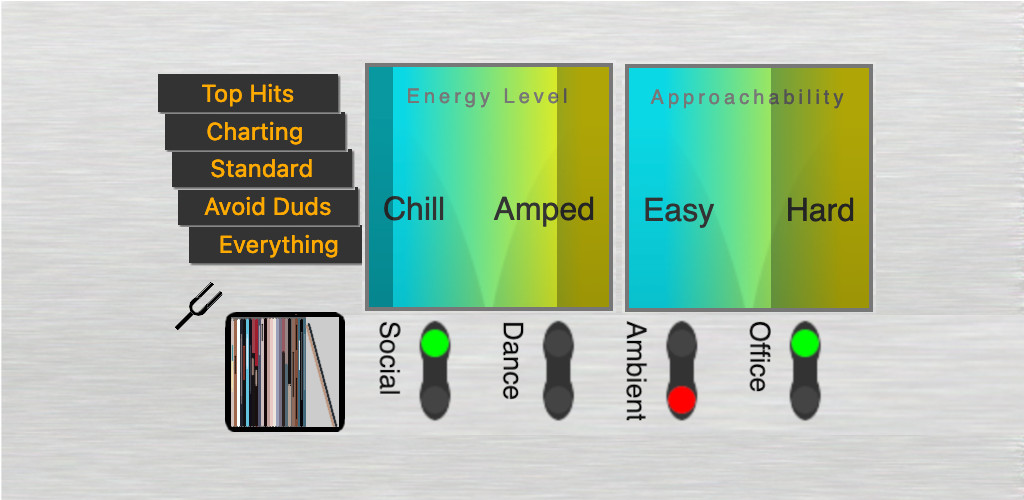 Top Hits
Charting
Standard
Avoid Duds
Everything
Energy Level
Chill Amped
Approachability
Easy Hard
Social
Dance
Ambient
Office